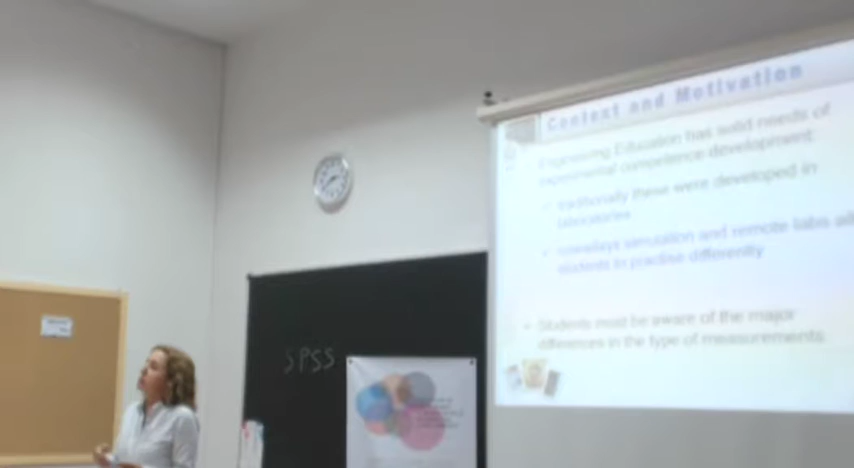 Context and Motivation
Engineering Education has solid needs of
experimental competence development:
traditionally these were developed in
laboratories
nowadays simulation and remote labs
students to practise differently
Students must be aware of the major
differences in the type of measurements
SPSS